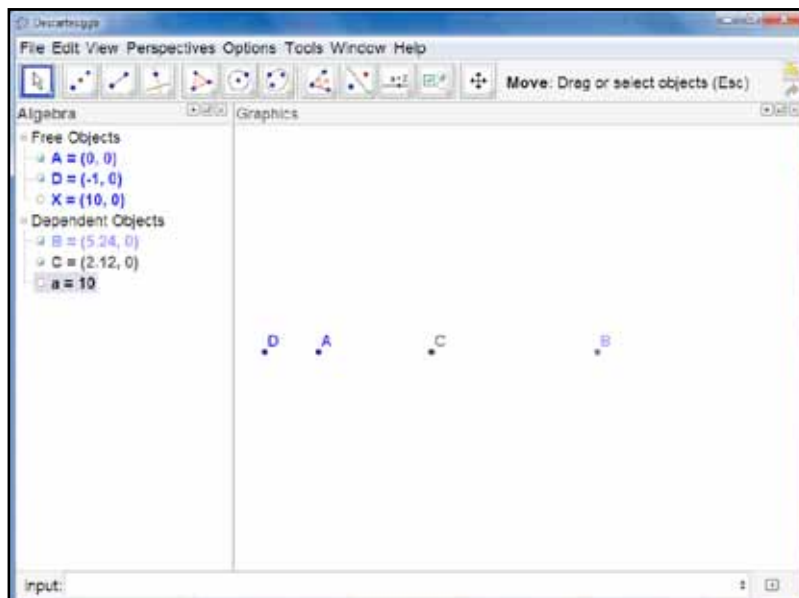 Descartes.ggb
File Edit View Perspectives Options Tools Window Help
Move: Drag or select objects (Esc)
Algebra
Graphics
Free Objects
A = (0, 0)
D = (-1, 0)
X = (10, 0)
Dependent Objects
B = (5.24, 0)
C = (2.12, 0)
a = 10
D A C B
Input: